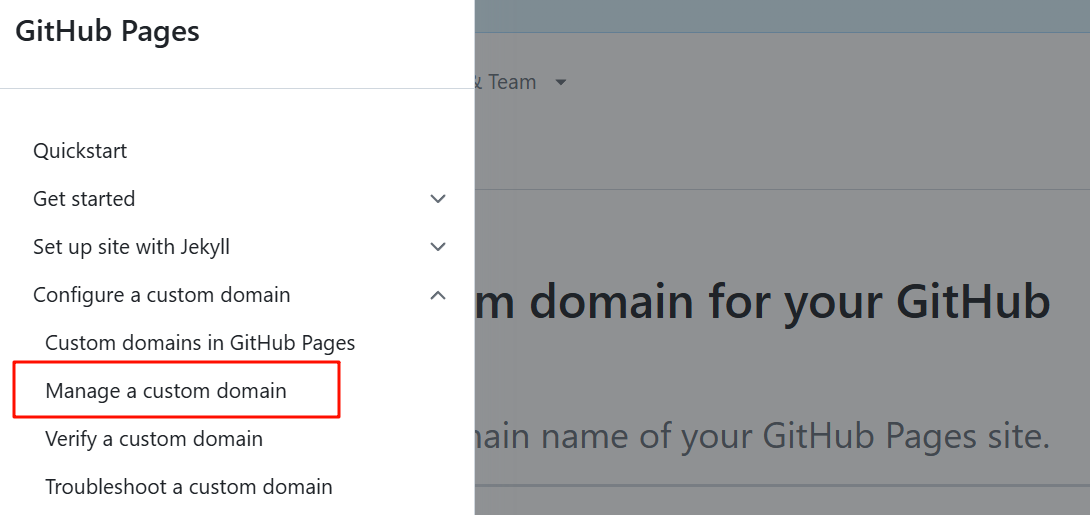 GitHub Pages
& Team
Quickstart
Get started
Set up site with Jekyll
Configure a custom domain
m domain for your GitHub
Custom domains in GitHub Pages
Manage a custom domain
Verify a custom domain
main name of your GitHub Pages site.
Troubleshoot a custom domain